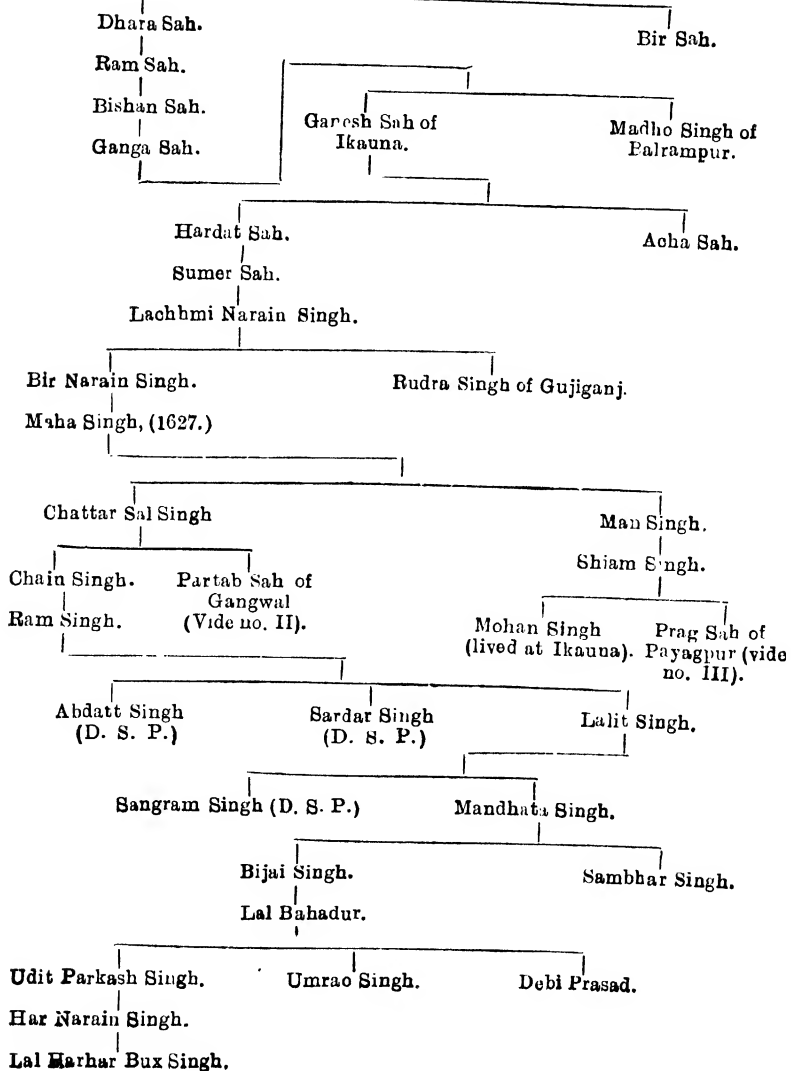 Dhara Sah.
Bir Sah.
Ram Sah.
Bishan Sah.
Ganga Sah.
Ganesh Sah of
Ikauna.
Madho Singh of
Balrampur.
Hardat Sah.
Acha Sah.
Sumer Sah.
Lachhmi Narain Singh.
Bir Narain Singh.
Rudra Singh of Gujiganj.
Maha Singh, (1627.)
Chattar Sal Singh
Man Singh.
Shiam Singh.
Chain Singh.
Partab Sah of
Gangwal
(Vide no. II).
Ram Singh.
Mohan Singh
(lived at Ikauna).
Prag Sah of
Payagpur (vide
no. III).
Abdatt Singh
(D. S. P.)
Sardar Singh
(D. S. P.)
Lalit Singh.
Sangram Singh (D. S. P.)
Mandhata Singh.
Bijai Singh.
Sambhar Singh.
Lal Bahadur.
Udit Parkash Singh.
Umrao Singh.
Debi Prasad.
Har Narain Singh.
Lal Harhar Bux Singh.